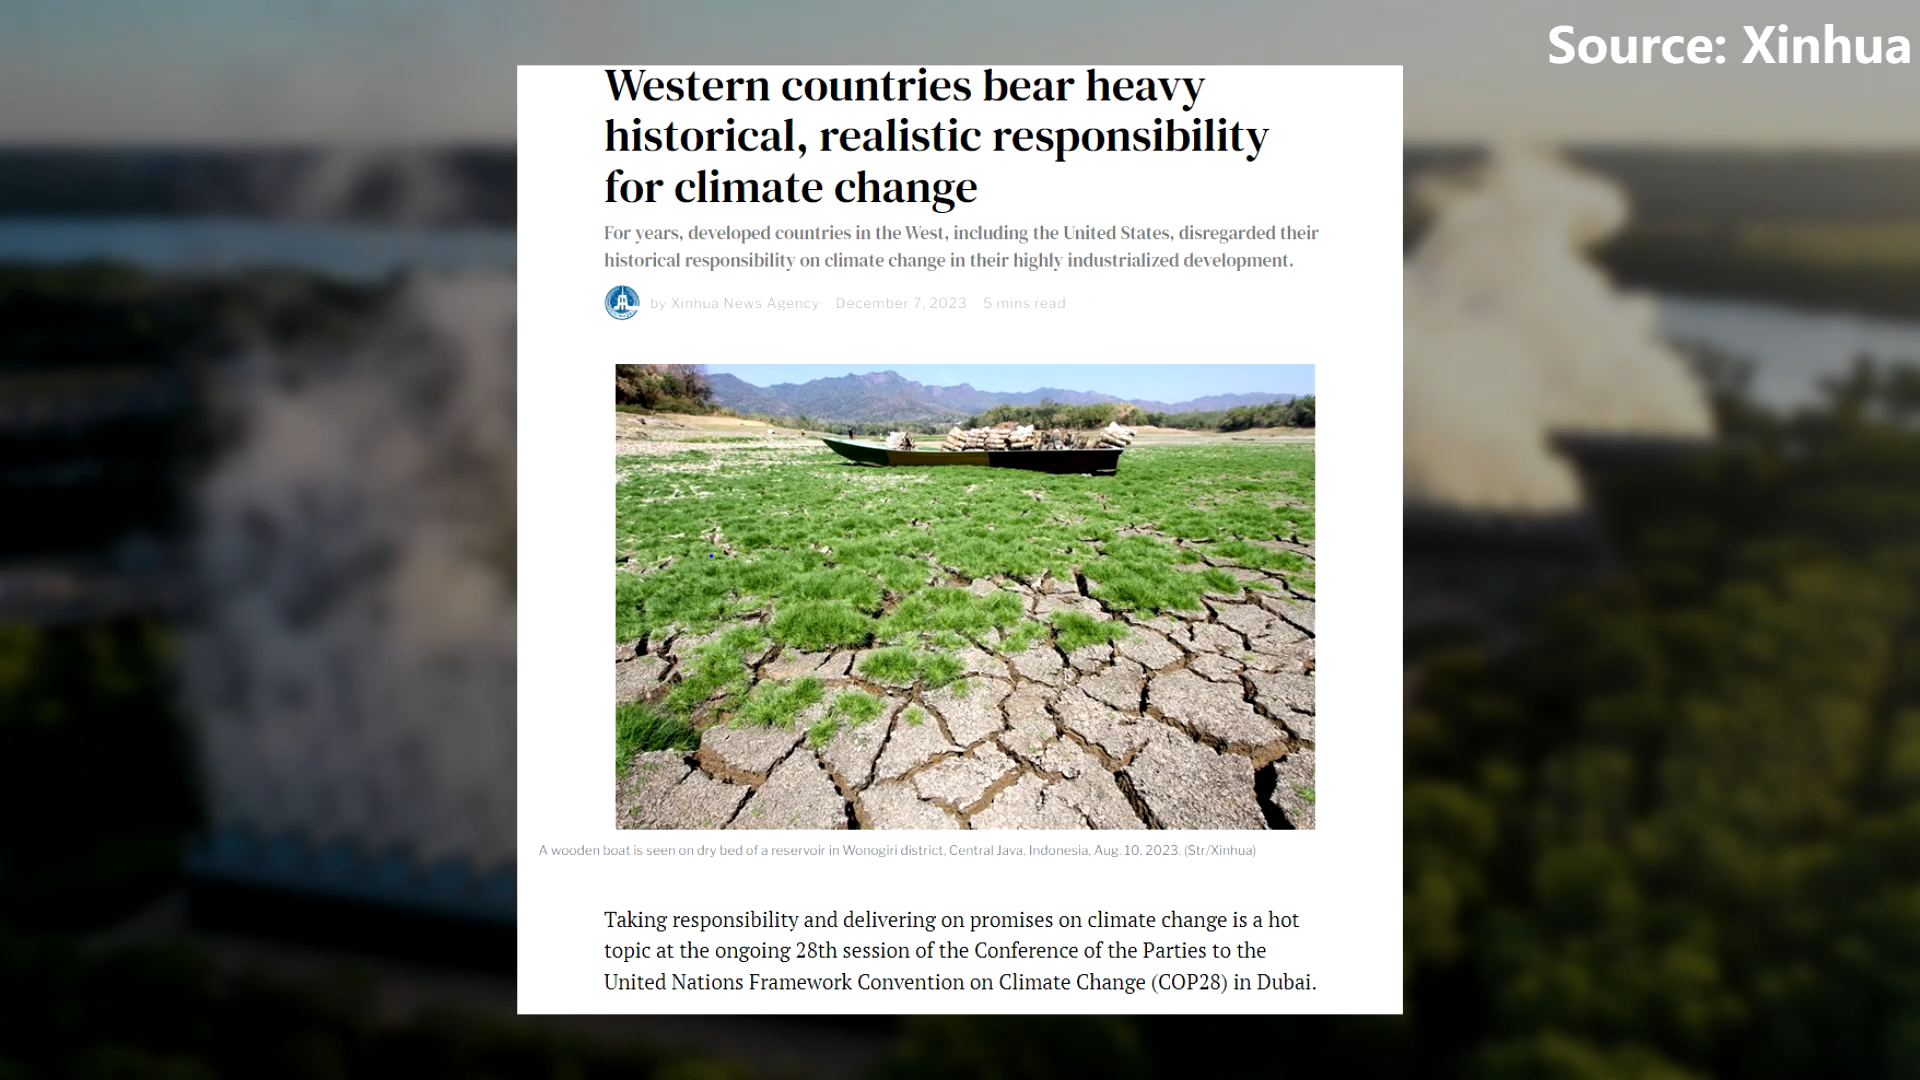 Source: Xinhua
Western countries bear heavy
historical, realistic responsibility
for climate change
For years, developed countries in the West, including the United States, disregarded their
historical responsibility on climate change in their highly industrialized development.
by Xinhua News Agency December 7, 2023 5 mins read
A wooden boat is seen on dry bed of a reservoir in Wonogiri district, Central Java, Indonesia, Aug. 10, 2023. (Str/Xinhua)
Taking responsibility and delivering on promises on climate change is a hot
topic at the ongoing 28th session of the Conference of the Parties to the
United Nations Framework Convention on Climate Change (COP28) in Dubai.